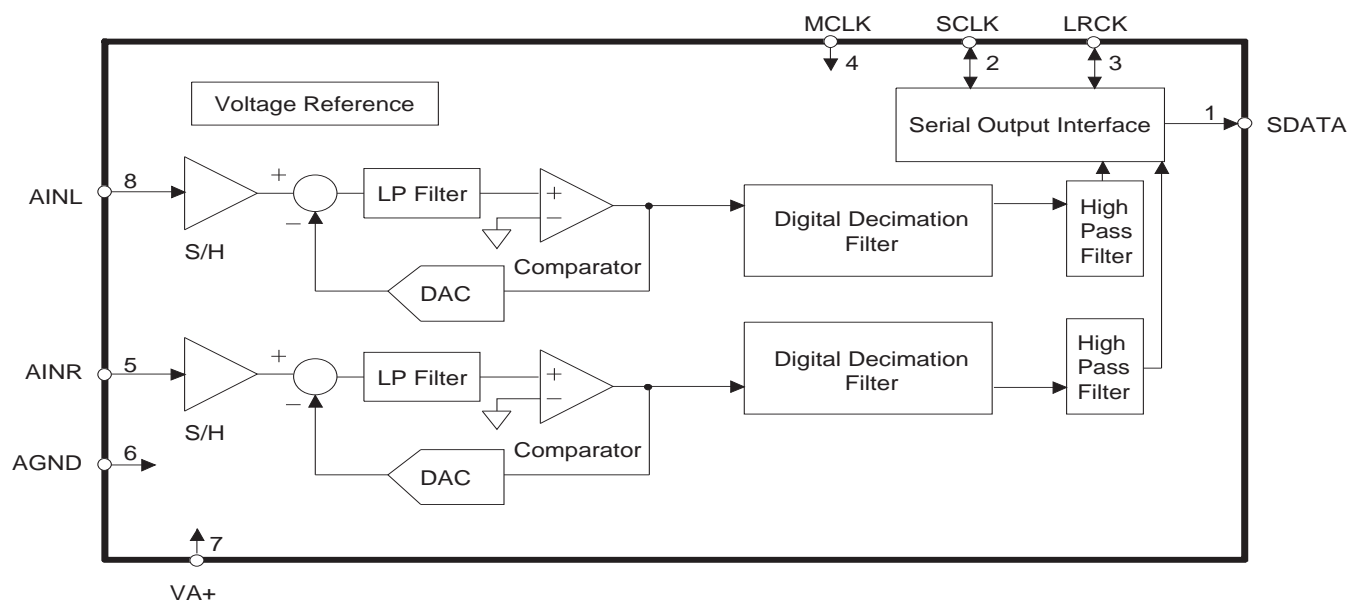 MCLK SCLK LRCK
4 2 3
Voltage Reference
Serial Output Interface
1
SDATA
AINL
8
+
−
S/H
LP Filter
+
−
Comparator
DAC
Digital Decimation
Filter
High
Pass
Filter
AINR
5
+
−
S/H
LP Filter
+
−
Comparator
DAC
Digital Decimation
Filter
High
Pass
Filter
AGND
6
7
VA+